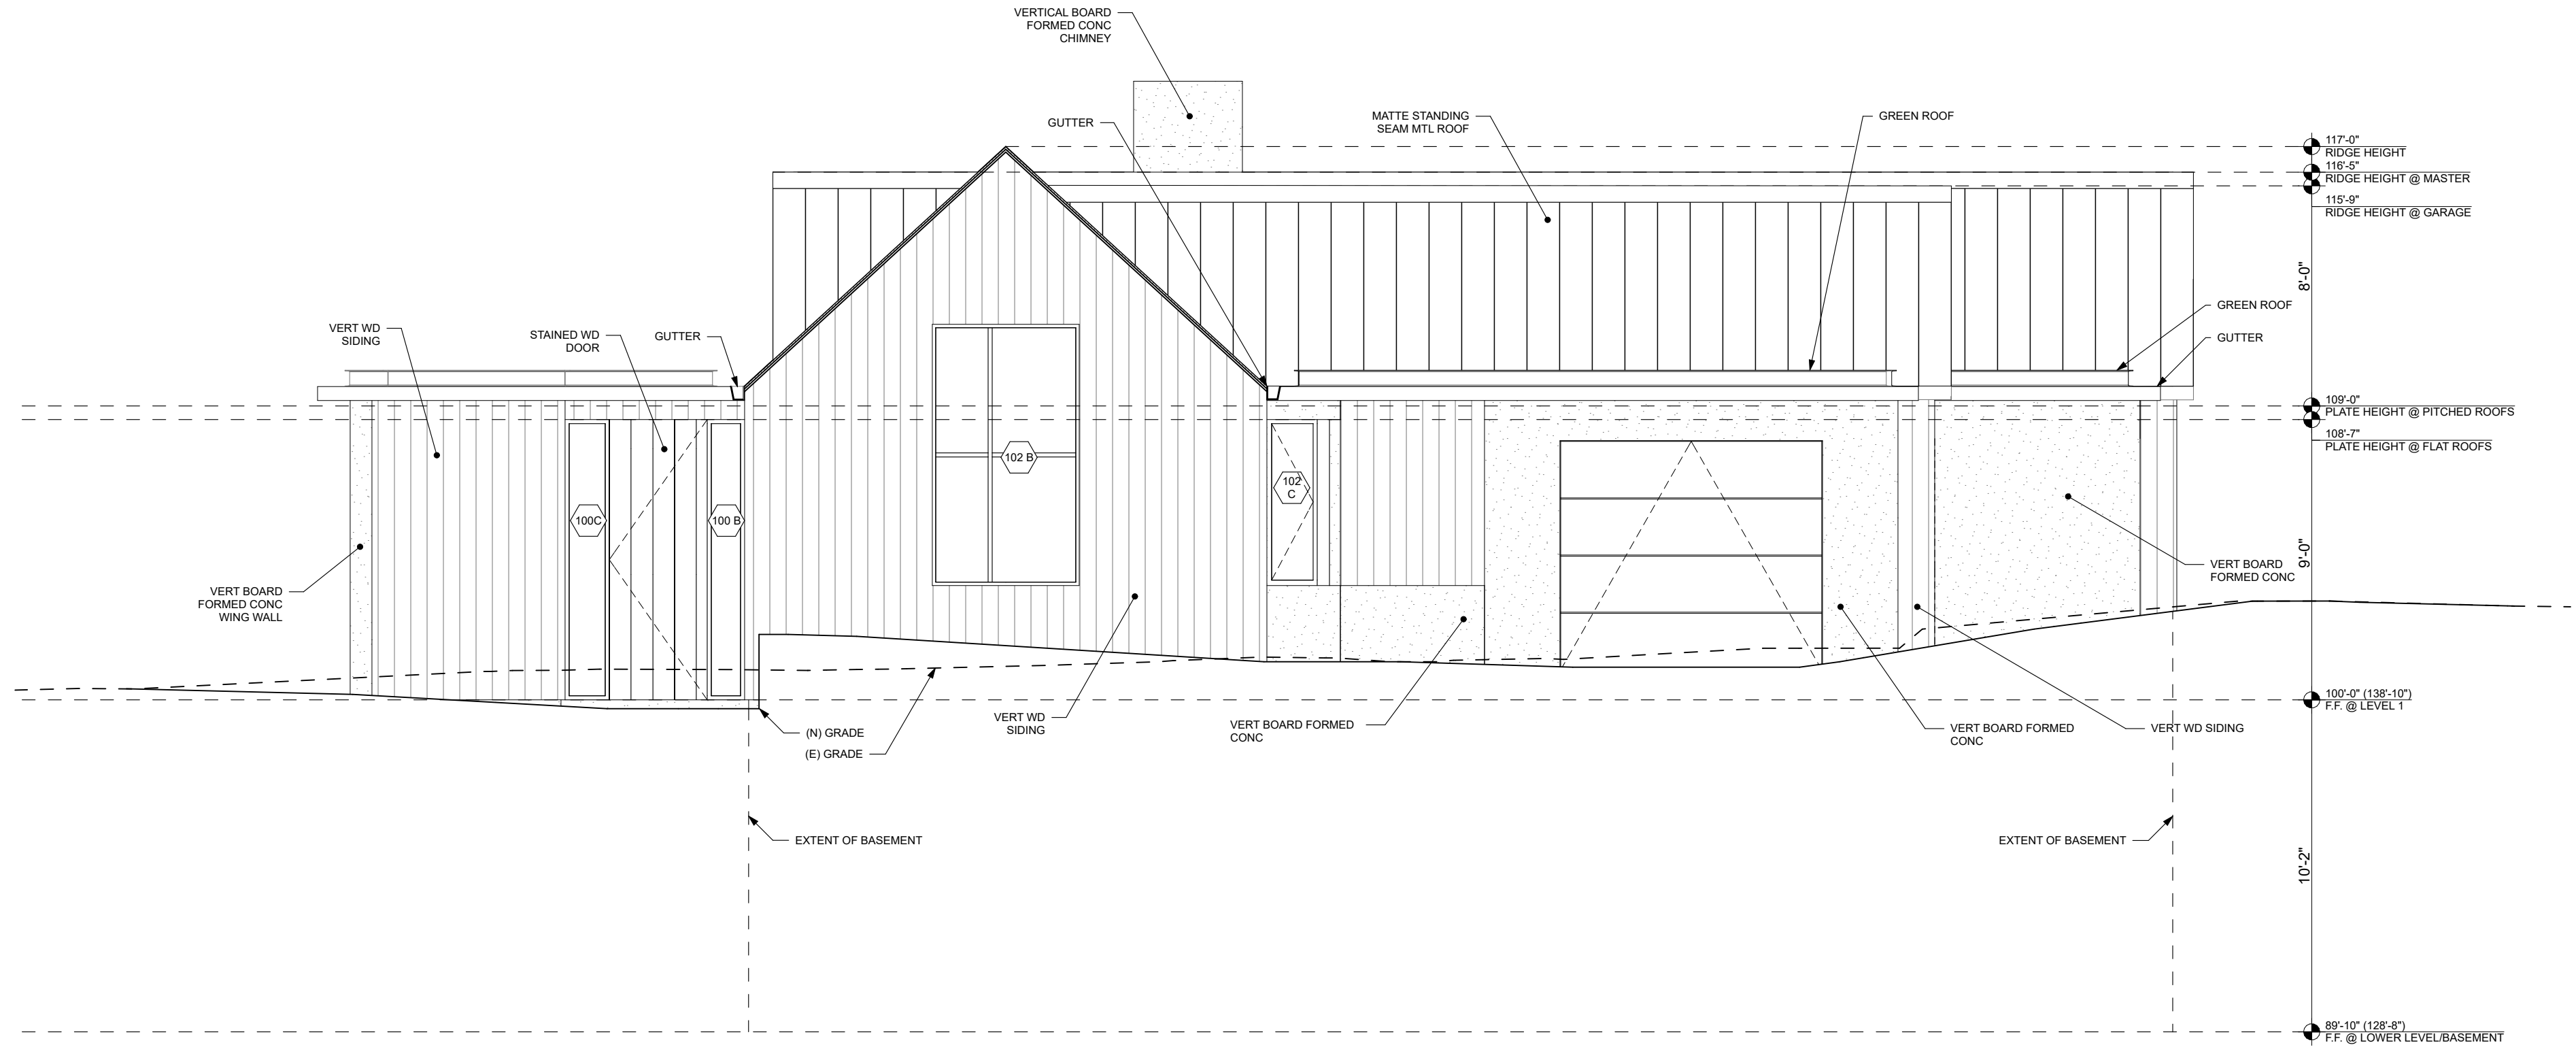 VERTICAL BOARD
FORMED CONC
CHIMNEY
GUTTER
MATTE STANDING
SEAM MTL ROOF
GREEN ROOF
117'-0"
RIDGE HEIGHT
116'-5"
RIDGE HEIGHT @ MASTER
115'-9"
RIDGE HEIGHT @ GARAGE
8'-0"
GREEN ROOF
GUTTER
VERT WD
SIDING
STAINED WD
DOOR
GUTTER
109'-0"
PLATE HEIGHT @ PITCHED ROOFS
108'-7"
PLATE HEIGHT @ FLAT ROOFS
102 B
102
C
100C
100 B
9'-0"
VERT BOARD
FORMED CONC
WING WALL
VERT BOARD
FORMED CONC
100'-0" (138'-10")
F.F. @ LEVEL 1
(N) GRADE
(E) GRADE
VERT WD
SIDING
VERT BOARD FORMED
CONC
VERT BOARD FORMED
CONC
VERT WD SIDING
EXTENT OF BASEMENT
EXTENT OF BASEMENT
10'-2"
89'-10" (128'-8")
F.F. @ LOWER LEVEL/BASEMENT